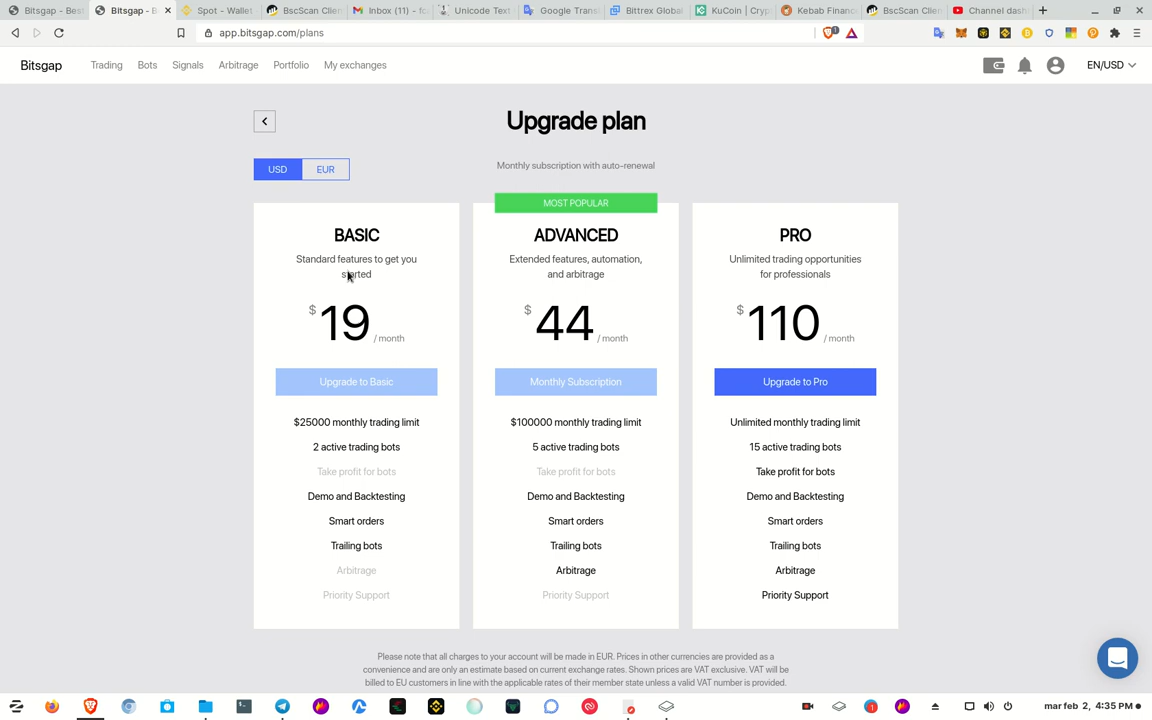 Bitsgap - Bes
Bitsgap - B
Spot - Wallet
BscScan Clien
Inbox (11) - fc
Unicode Text
Google Trans
Bittrex Global
KuCoin | Cryp
Kebab Financ
BscScan Clien
Channel dash
app.bitsgap.com/plans
Bitsgap
Trading
Bots
Signals
Arbitrage
Portfolio
My exchanges
EN/USD
Upgrade plan
USD
EUR
Monthly subscription with auto-renewal
MOST POPULAR
BASIC
Standard features to get you
started
$ 19 / month
Upgrade to Basic
$25000 monthly trading limit
2 active trading bots
Take profit for bots
Demo and Backtesting
Smart orders
Trailing bots
Arbitrage
Priority Support
ADVANCED
Extended features, automation,
and arbitrage
$ 44 / month
Monthly Subscription
$100000 monthly trading limit
5 active trading bots
Take profit for bots
Demo and Backtesting
Smart orders
Trailing bots
Arbitrage
Priority Support
PRO
Unlimited trading opportunities
for professionals
$ 110 / month
Upgrade to Pro
Unlimited monthly trading limit
15 active trading bots
Take profit for bots
Demo and Backtesting
Smart orders
Trailing bots
Arbitrage
Priority Support
Please note that all charges to your account will be made in EUR. Prices in other currencies are provided as a
convenience and are only an estimate based on current exchange rates. Shown prices are VAT exclusive. VAT will be
billed to EU customers in line with the applicable rates of their member state unless a valid VAT number is provided.
mar feb 2, 4:35 PM